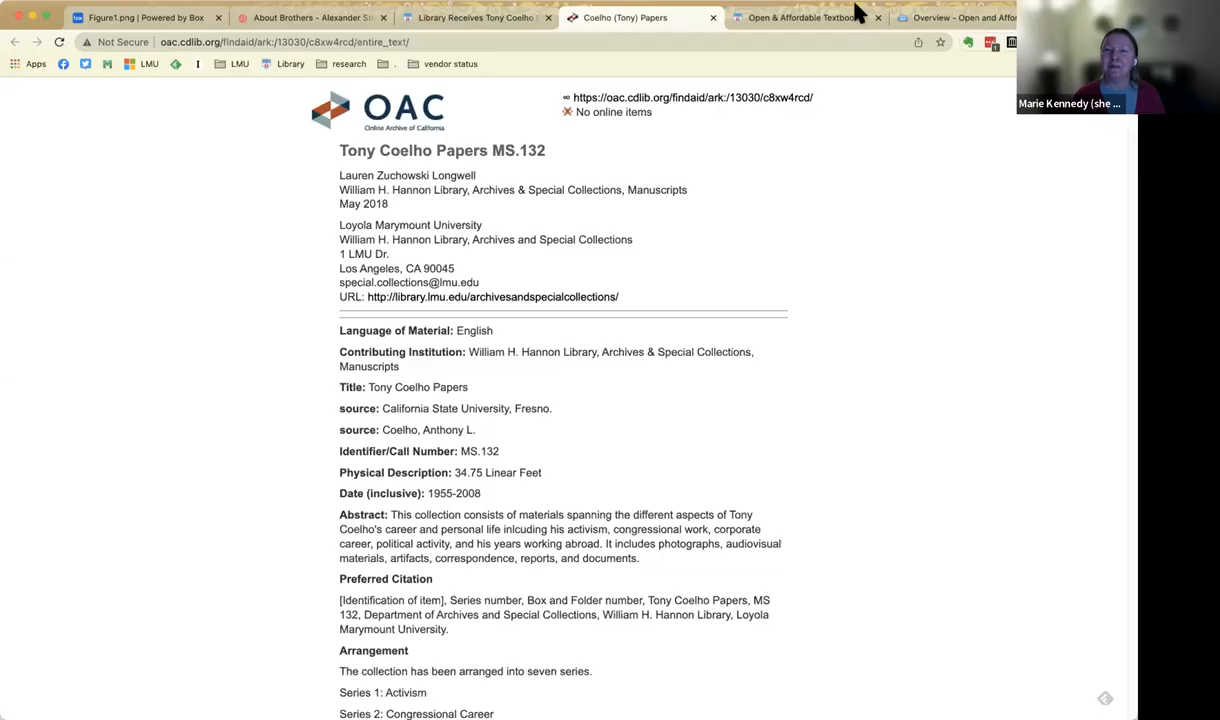 Figure1.png | Powered by Box
About Brothers - Alexander St
Library Receives Tony Coelho
Coelho (Tony) Papers
Open & Affordable Textboo
Overview - Open and Affor
Not Secure | oac.cdlib.org/findaid/ark:/13030/c8xw4rcd/entire_text/
Apps
LMU
Library
research
.
vendor status
Marie Kennedy (she ...
OAC
Online Archive of California
∞ https://oac.cdlib.org/findaid/ark:/13030/c8xw4rcd/
No online items
Tony Coelho Papers MS.132
Lauren Zuchowski Longwell
William H. Hannon Library, Archives & Special Collections, Manuscripts
May 2018
Loyola Marymount University
William H. Hannon Library, Archives and Special Collections
1 LMU Dr.
Los Angeles, CA 90045
special.collections@lmu.edu
URL: http://library.lmu.edu/archivesandspecialcollections/
Language of Material: English
Contributing Institution: William H. Hannon Library, Archives & Special Collections,
Manuscripts
Title: Tony Coelho Papers
source: California State University, Fresno.
source: Coelho, Anthony L.
Identifier/Call Number: MS.132
Physical Description: 34.75 Linear Feet
Date (inclusive): 1955-2008
Abstract: This collection consists of materials spanning the different aspects of Tony
Coelho's career and personal life inlcuding his activism, congressional work, corporate
career, political activity, and his years working abroad. It includes photographs, audiovisual
materials, artifacts, correspondence, reports, and documents.
Preferred Citation
[Identification of item], Series number, Box and Folder number, Tony Coelho Papers, MS
132, Department of Archives and Special Collections, William H. Hannon Library, Loyola
Marymount University.
Arrangement
The collection has been arranged into seven series.
Series 1: Activism
Series 2: Congressional Career